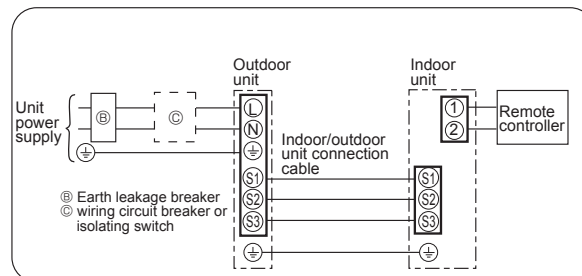 Outdoor
unit
Indoor
unit
Unit
power
supply
Ⓑ
Ⓒ
L
N
S1
S2
S3
Indoor/outdoor
unit connection
cable
1
2
Remote
controller
S1
S2
S3
Ⓑ Earth leakage breaker
Ⓒ wiring circuit breaker or
isolating switch